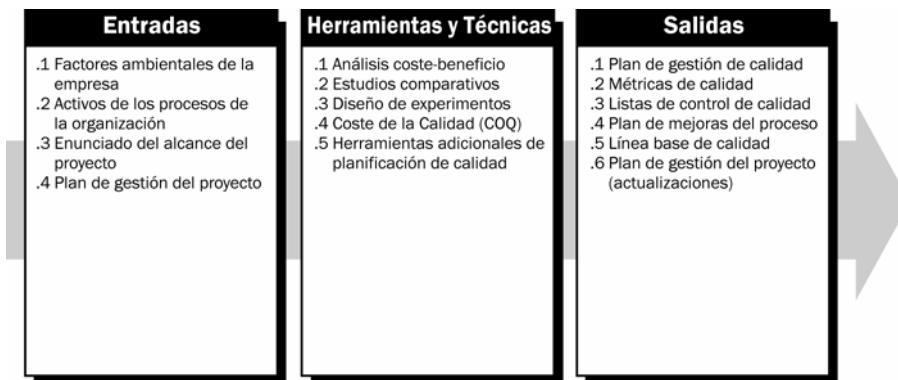 Entradas
.1 Factores ambientales de la
empresa
.2 Activos de los procesos de
la organización
.3 Enunciado del alcance del
proyecto
.4 Plan de gestión del proyecto
Herramientas y Técnicas
.1 Análisis coste-beneficio
.2 Estudios comparativos
.3 Diseño de experimentos
.4 Coste de la Calidad (COQ)
.5 Herramientas adicionales de
planificación de calidad
Salidas
.1 Plan de gestión de calidad
.2 Métricas de calidad
.3 Listas de control de calidad
.4 Plan de mejoras del proceso
.5 Línea base de calidad
.6 Plan de gestión del proyecto
(actualizaciones)